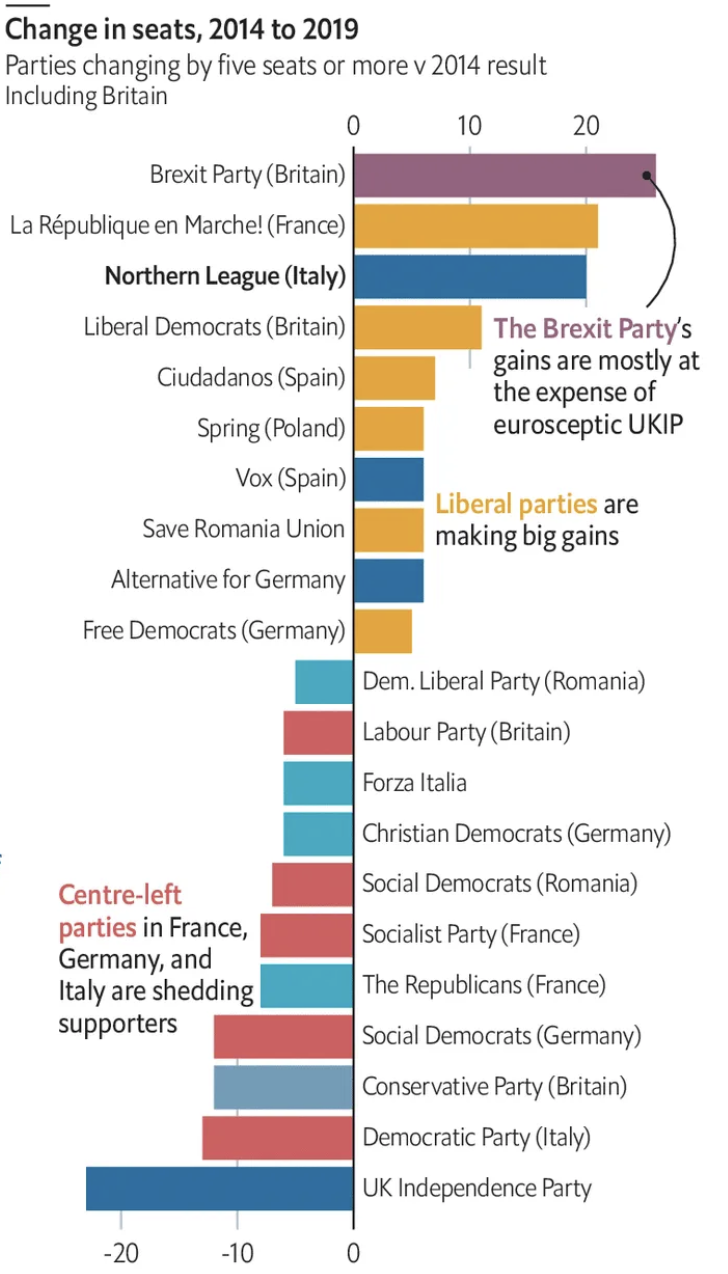 Change in seats, 2014 to 2019
Parties changing by five seats or more v 2014 result
Including Britain
0 10 20
Brexit Party (Britain)
La République en Marche! (France)
Northern League (Italy)
Liberal Democrats (Britain)
The Brexit Party's
gains are mostly at
the expense of
eurosceptic UKIP
Ciudadanos (Spain)
Spring (Poland)
Vox (Spain)
Liberal parties are
making big gains
Save Romania Union
Alternative for Germany
Free Democrats (Germany)
Dem. Liberal Party (Romania)
Labour Party (Britain)
Forza Italia
Christian Democrats (Germany)
Social Democrats (Romania)
Centre-left
parties in France,
Germany, and
Italy are shedding
supporters
Socialist Party (France)
The Republicans (France)
Social Democrats (Germany)
Conservative Party (Britain)
Democratic Party (Italy)
UK Independence Party
-20 -10 0